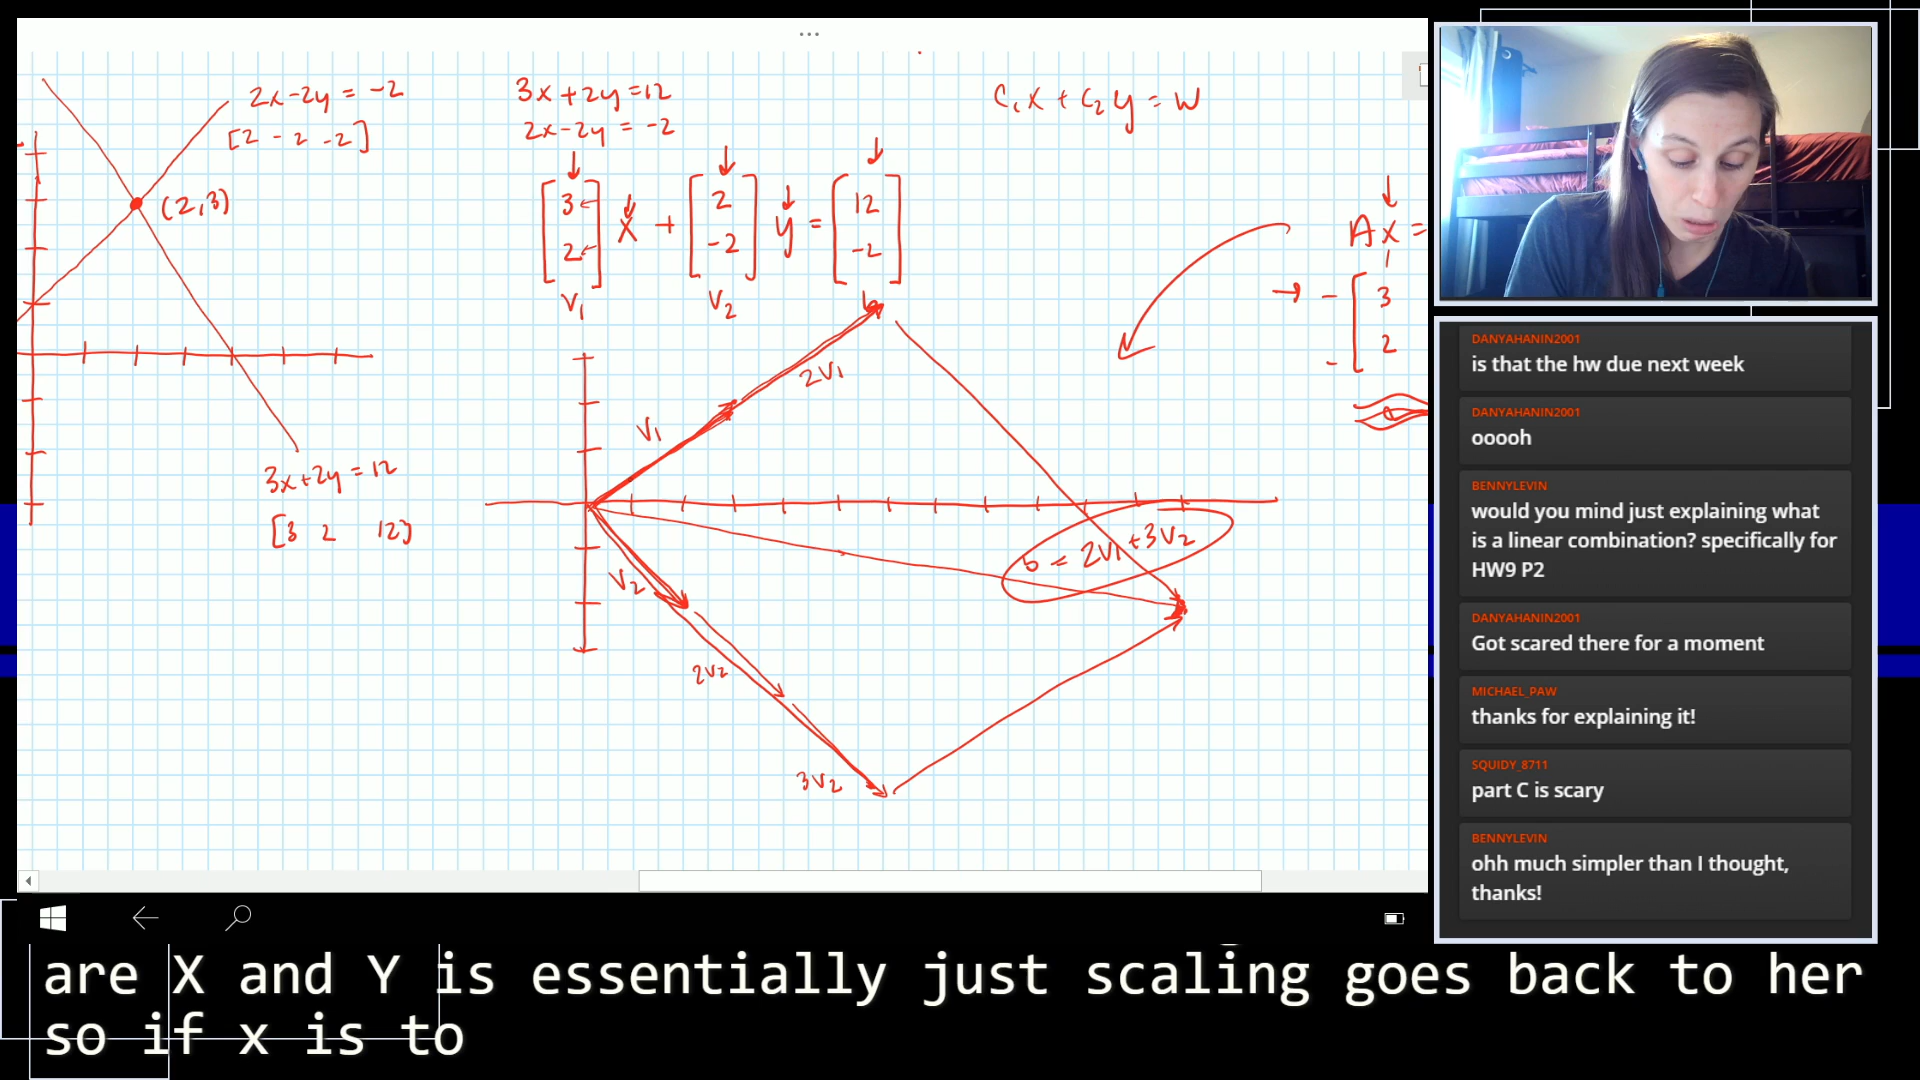 2x-2y = -2
[2 -2 -2]
(2,3)
3x+2y=12
[3 2 12]
3x+2y=12
2x-2y = -2
[3 2] x + [2 -2] y = [12 -2]
V1 V2 b
C1x + C2y = w
Ax =
3
2
V1
2V1
V2
2V2
3V2
b = 2V1+3V2
DANYAHANIN2001
is that the hw due next week
DANYAHANIN2001
ooooh
BENNYLEVIN
would you mind just explaining what
is a linear combination? specifically for
HW9 P2
DANYAHANIN2001
Got scared there for a moment
MICHAEL_PAW
thanks for explaining it!
SQUIDY_8711
part C is scary
BENNYLEVIN
ohh much simpler than I thought,
thanks!
are X and Y is essentially just scaling goes back to her
so if x is to